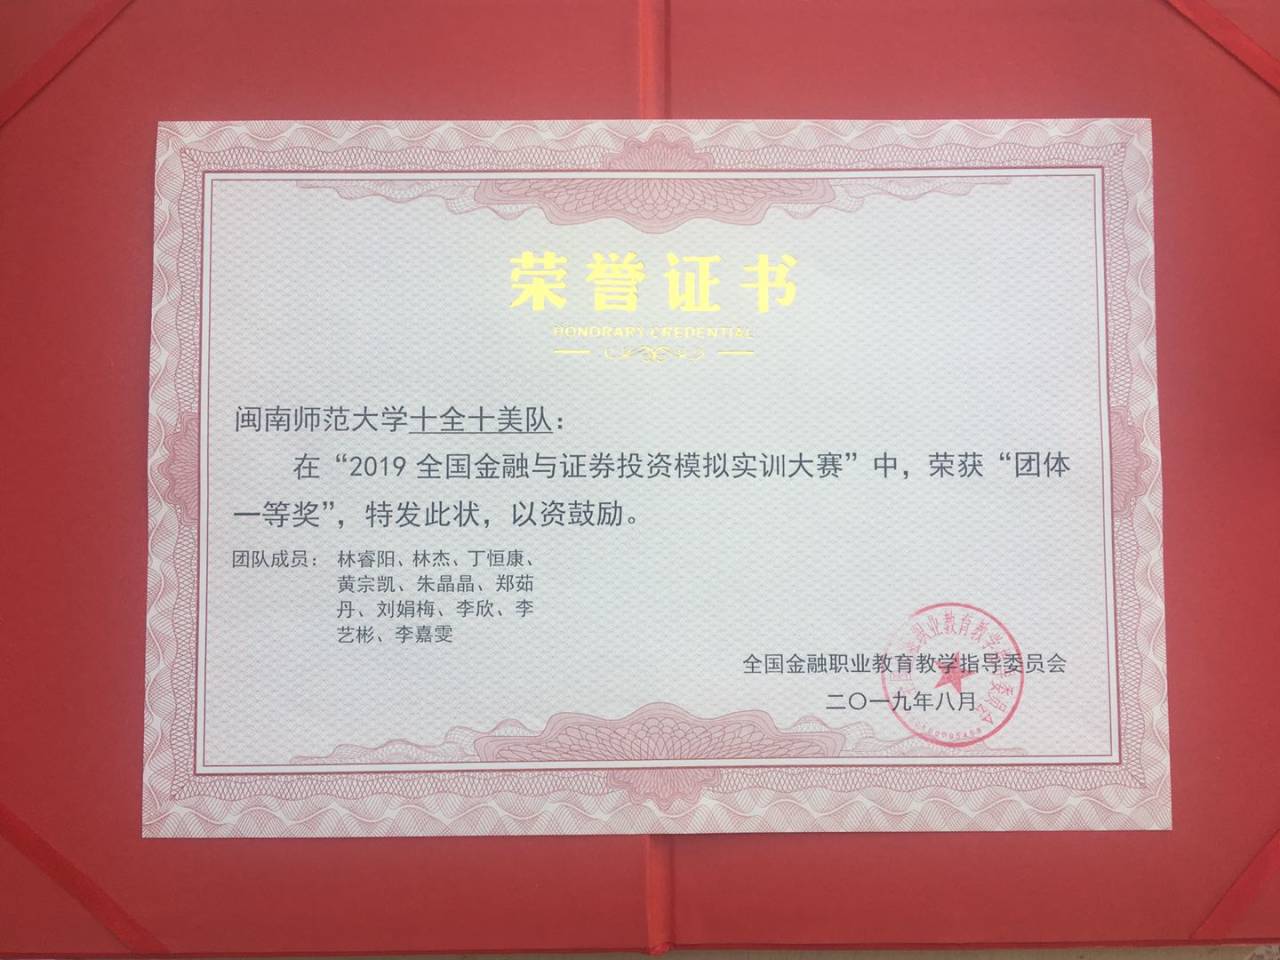 荣誉证书
HONORARY CREDENTIAL
闽南师范大学十全十美队：
在“2019 全国金融与证券投资模拟实训大赛”中，荣获“团体
一等奖”，特发此状，以资鼓励。
团队成员： 林睿阳、林杰、丁恒康、
黄宗凯、朱晶晶、郑茹
丹、刘娟梅、李欣、李
艺彬、李嘉雯
全国金融职业教育教学指导委员会
二〇一九年八月